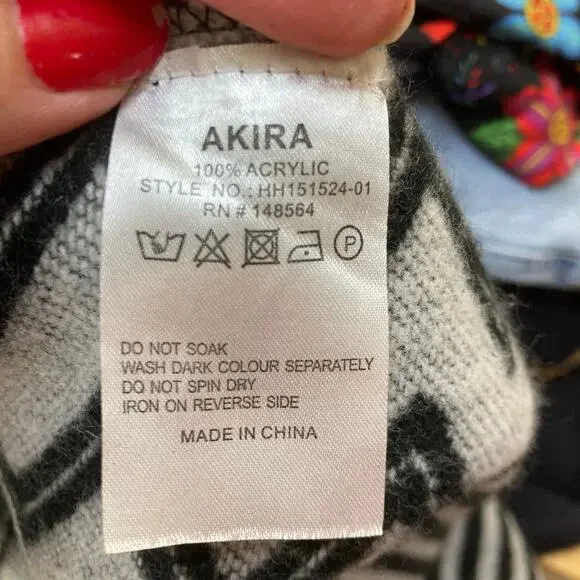 AKIRA
100% ACRYLIC
STYLE NO.: HH151524-01
RN # 148564
P
DO NOT SOAK
WASH DARK COLOUR SEPARATELY
DO NOT SPIN DRY
IRON ON REVERSE SIDE
MADE IN CHINA